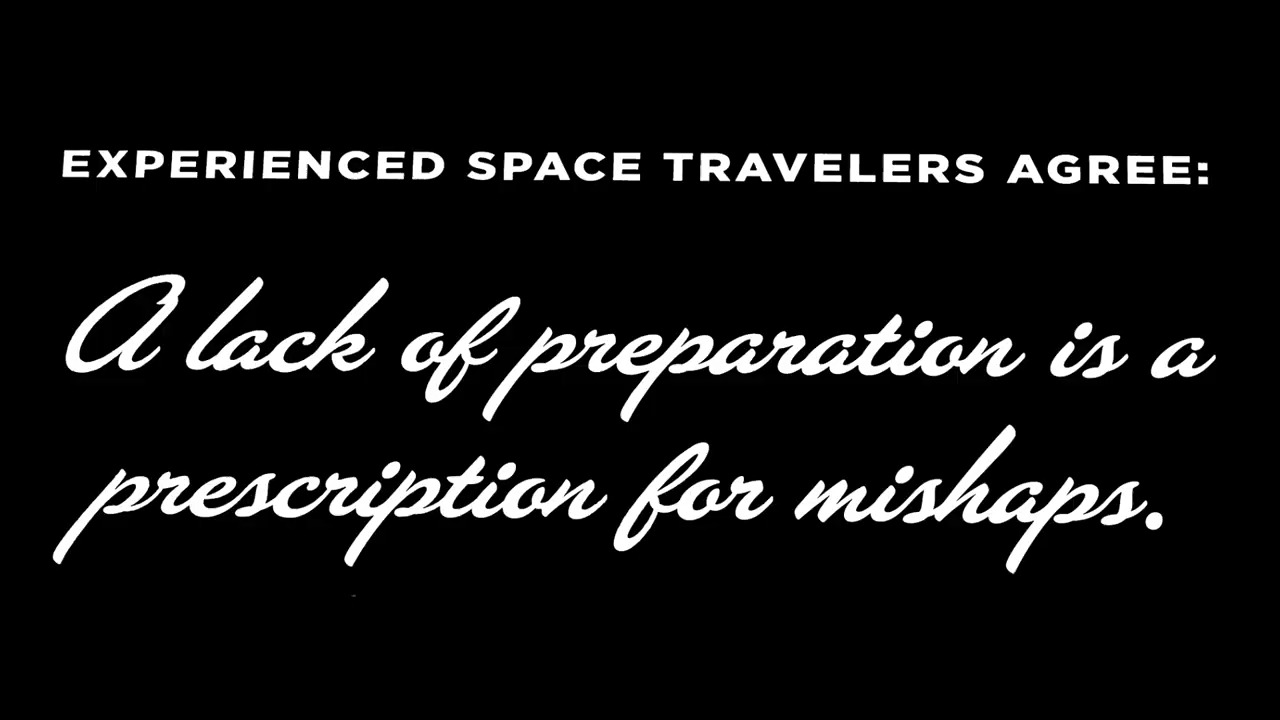 EXPERIENCED SPACE TRAVELERS AGREE:
A lack of preparation is a
prescription for mishaps.